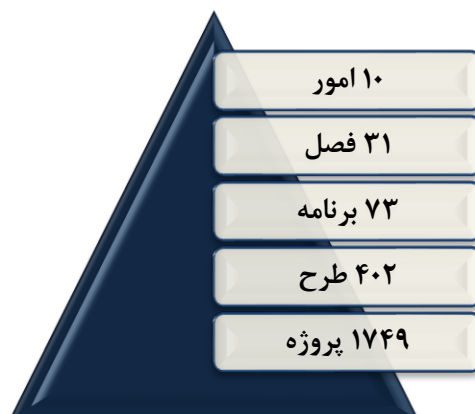 ۱۰ امور
۳۱ فصل
۷۳ برنامه
۴۰۲ طرح
۱۷۴۹ پروژه